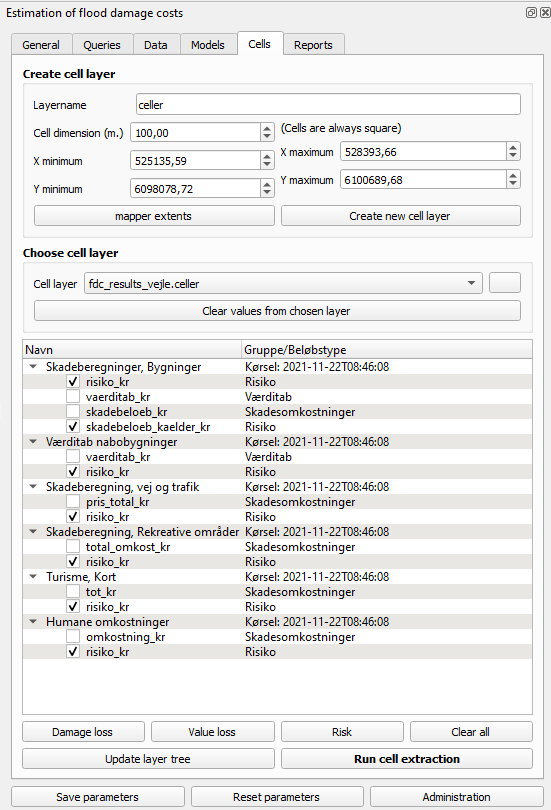 Estimation of flood damage costs
General Queries Data Models Cells Reports
Create cell layer
Layername celler
Cell dimension (m.) 100,00 (Cells are always square)
X minimum 525135,59 X maximum 528393,66
Y minimum 6098078,72 Y maximum 6100689,68
mapper extents Create new cell layer
Choose cell layer
Cell layer fdc_results_vejle.celler
Clear values from chosen layer
Navn Gruppe/Beløbstype
Skadeberegninger, Bygninger Kørsel: 2021-11-22T08:46:08
risiko_kr Risiko
vaerditab_kr Værditab
skadebeloeb_kr Skadesomkostninger
skadebeloeb_kaelder_kr Risiko
Værditab nabobygninger Kørsel: 2021-11-22T08:46:08
vaerditab_kr Værditab
risiko_kr Risiko
Skadeberegning, vej og trafik Kørsel: 2021-11-22T08:46:08
pris_total_kr Skadesomkostninger
risiko_kr Risiko
Skadeberegning, Rekreative områder Kørsel: 2021-11-22T08:46:08
total_omkost_kr Skadesomkostninger
risiko_kr Risiko
Turisme, Kort Kørsel: 2021-11-22T08:46:08
tot_kr Skadesomkostninger
risiko_kr Risiko
Humane omkostninger Kørsel: 2021-11-22T08:46:08
omkostning_kr Skadesomkostninger
risiko_kr Risiko
Damage loss Value loss Risk Clear all
Update layer tree Run cell extraction
Save parameters Reset parameters Administration